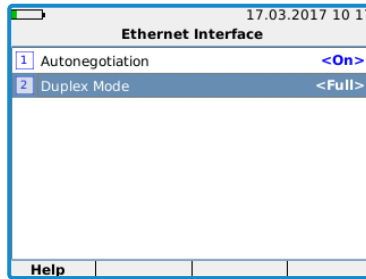 17.03.2017 10 17
Ethernet Interface
1 Autonegotiation <On>
2 Duplex Mode <Full>
Help